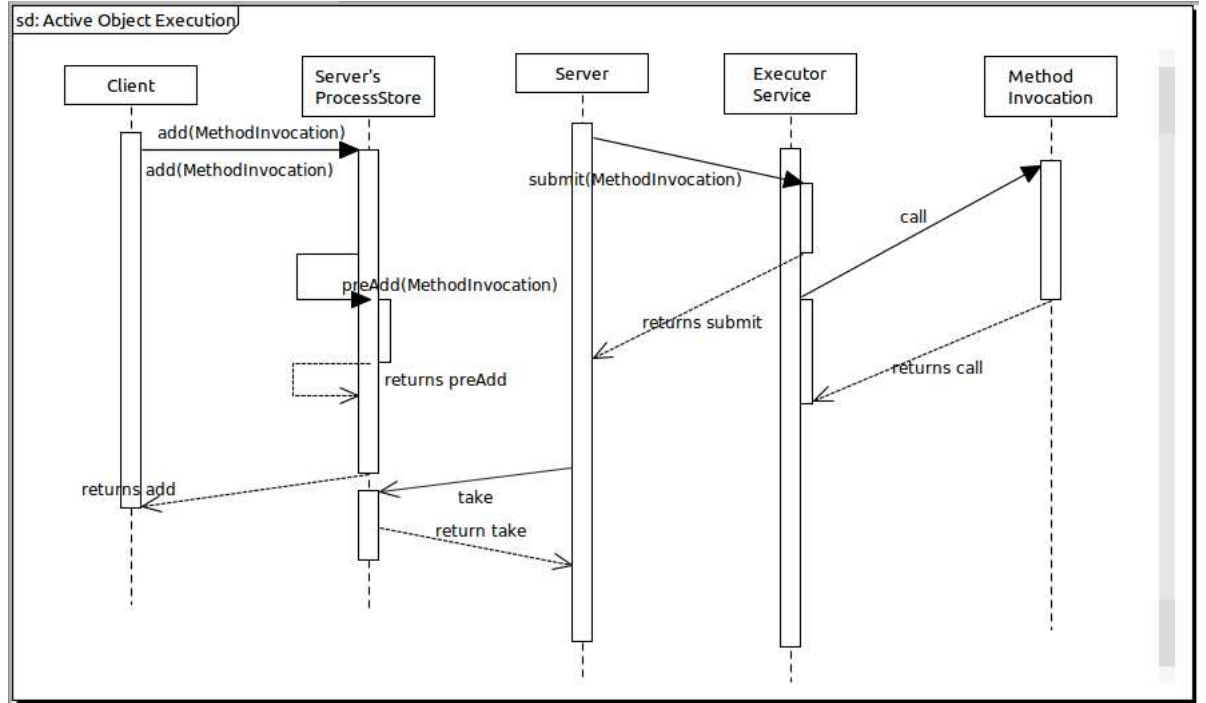 sd: Active Object Execution
Client
Server's
ProcessStore
Server
Executor
Service
Method
Invocation
add(MethodInvocation)
add(MethodInvocation)
submit(MethodInvocation)
call
preAdd(MethodInvocation)
returns submit
returns call
returns preAdd
returns add
take
return take